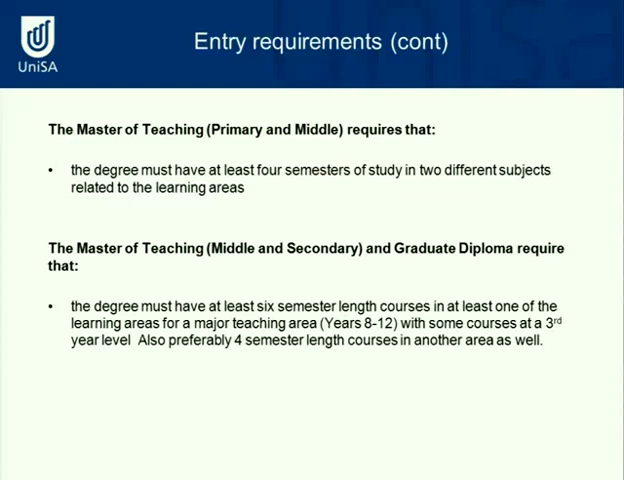 UniSA
Entry requirements (cont)
The Master of Teaching (Primary and Middle) requires that:
• the degree must have at least four semesters of study in two different subjects
related to the learning areas
The Master of Teaching (Middle and Secondary) and Graduate Diploma require
that:
• the degree must have at least six semester length courses in at least one of the
learning areas for a major teaching area (Years 8-12) with some courses at a 3rd
year level Also preferably 4 semester length courses in another area as well.